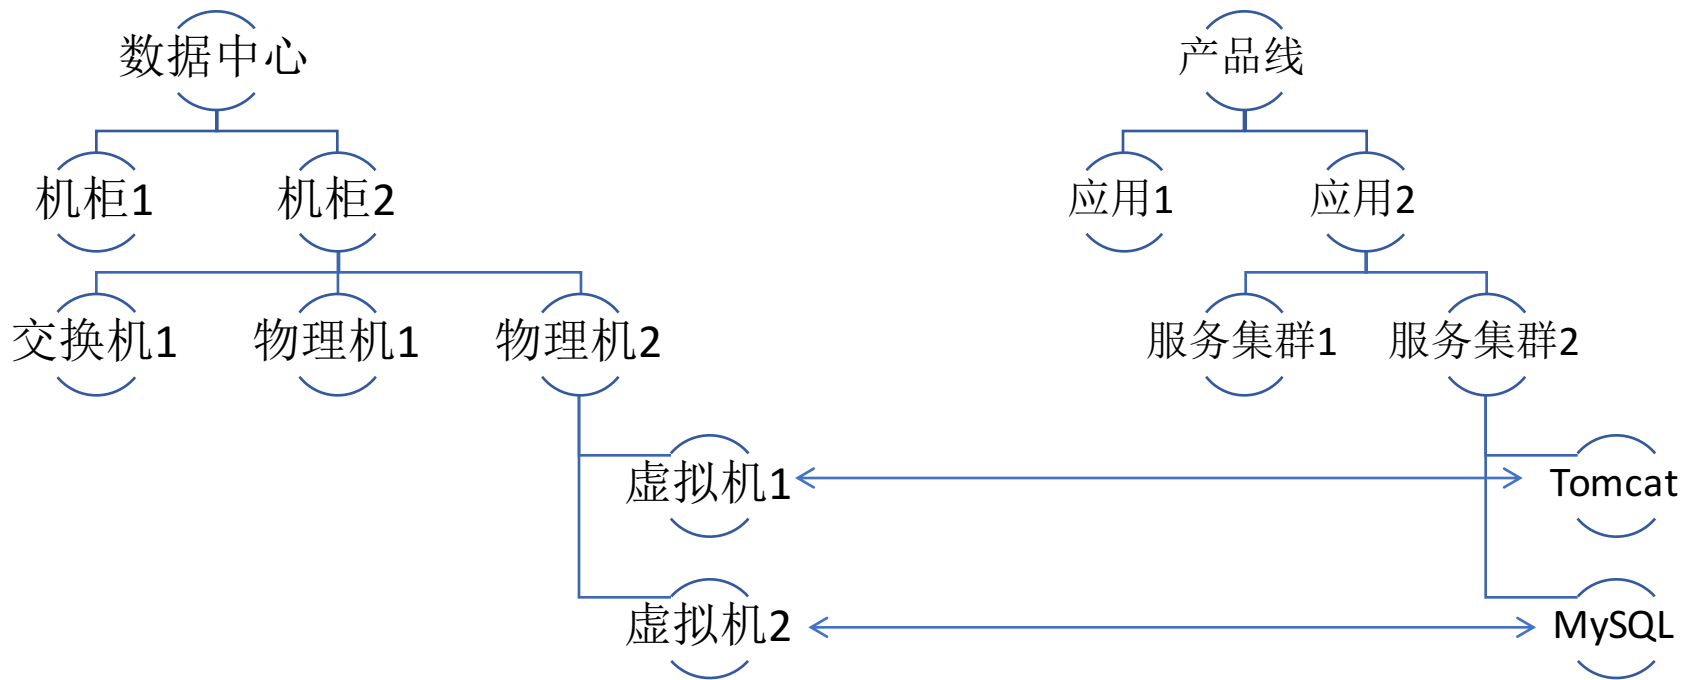 数据中心
产品线
机柜1
机柜2
应用1
应用2
交换机1
物理机1
物理机2
服务集群1
服务集群2
虚拟机1
Tomcat
虚拟机2
MySQL